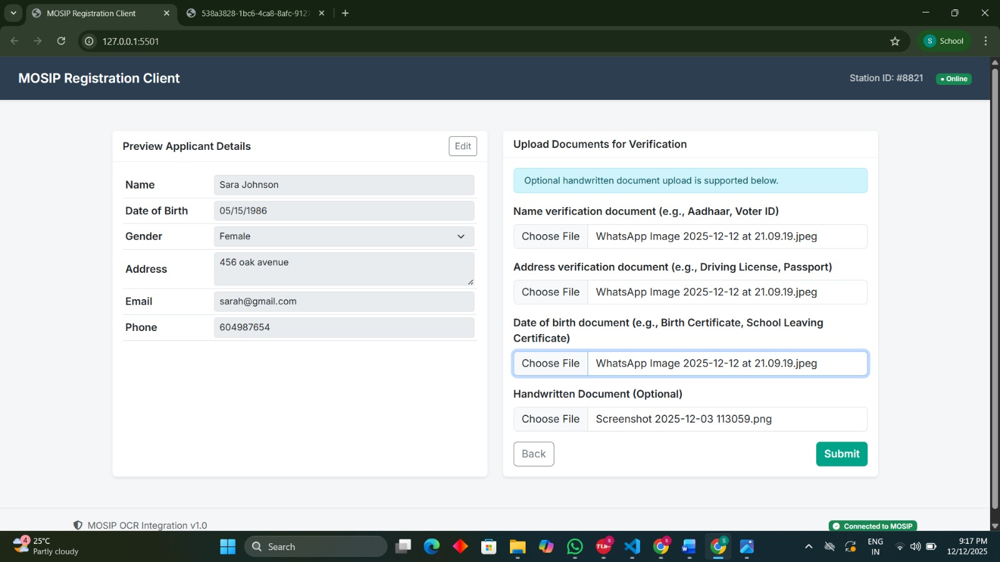 MOSIP Registration Client
538a3828-1bc6-4ca8-8afc-9127
127.0.0.1:5501
S School
MOSIP Registration Client
Station ID: #8821
• Online
Preview Applicant Details
Edit
Name
Sara Johnson
Date of Birth
05/15/1986
Gender
Female
Address
456 oak avenue
Email
sarah@gmail.com
Phone
604987654
Upload Documents for Verification
Optional handwritten document upload is supported below.
Name verification document (e.g., Aadhaar, Voter ID)
Choose File WhatsApp Image 2025-12-12 at 21.09.19.jpeg
Address verification document (e.g., Driving License, Passport)
Choose File WhatsApp Image 2025-12-12 at 21.09.19.jpeg
Date of birth document (e.g., Birth Certificate, School Leaving
Certificate)
Choose File WhatsApp Image 2025-12-12 at 21.09.19.jpeg
Handwritten Document (Optional)
Choose File Screenshot 2025-12-03 113059.png
Back
Submit
MOSIP OCR Integration v1.0
Connected to MOSIP
4
25°C
Partly cloudy
Search
TUF
S
S
W
S
ENG
IN
9:17 PM
12/12/2025